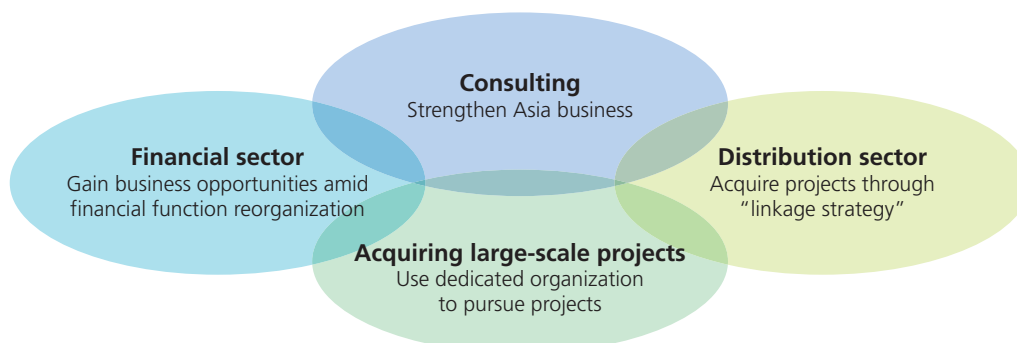 Consulting
Strengthen Asia business
Financial sector
Gain business opportunities amid
financial function reorganization
Distribution sector
Acquire projects through
“linkage strategy”
Acquiring large-scale projects
Use dedicated organization
to pursue projects